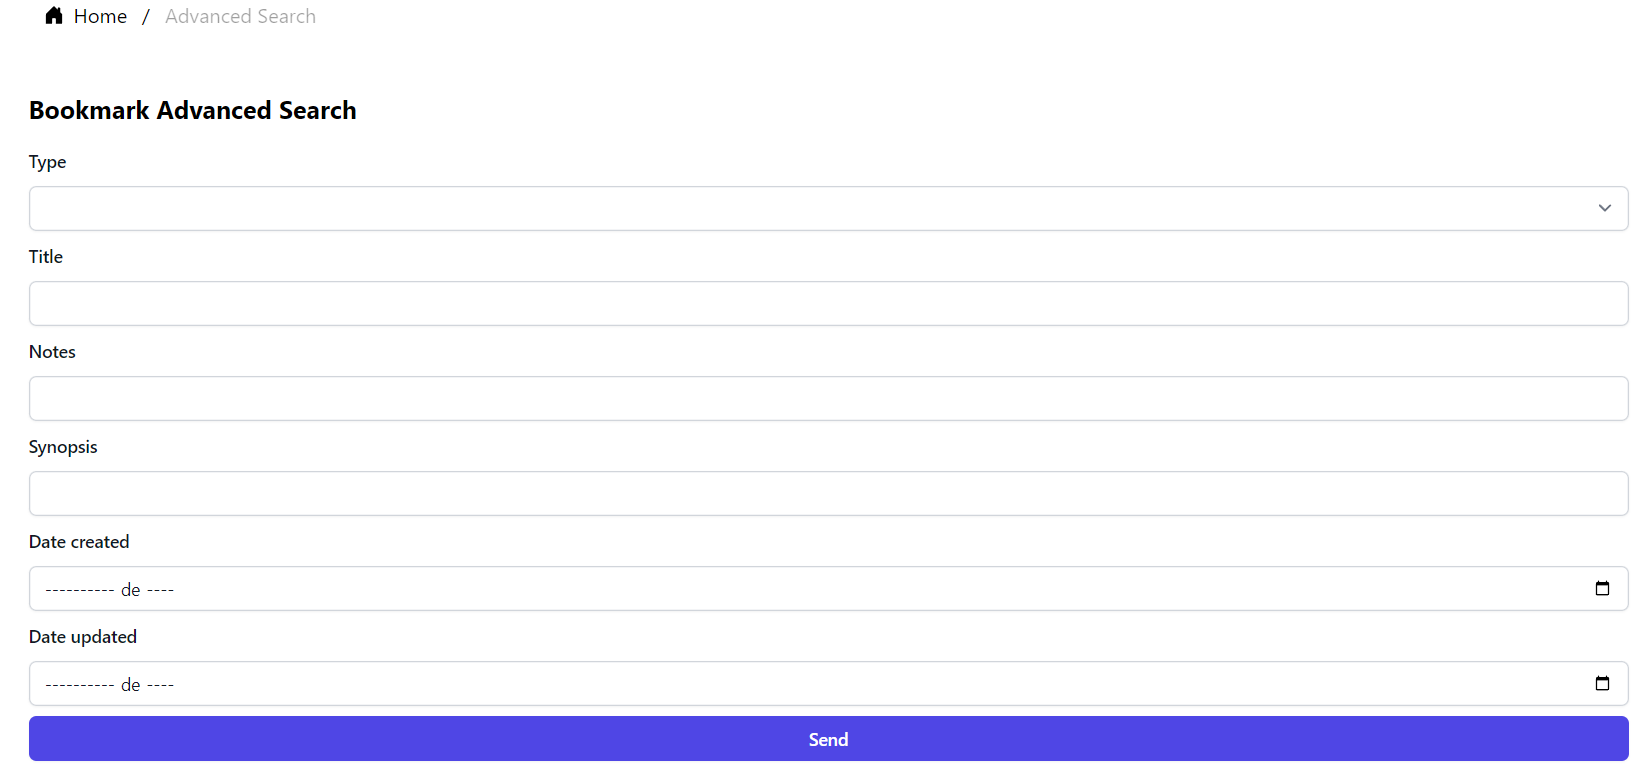 Home / Advanced Search
Bookmark Advanced Search
Type
Title
Notes
Synopsis
Date created
---------- de ----
Date updated
---------- de ----
Send